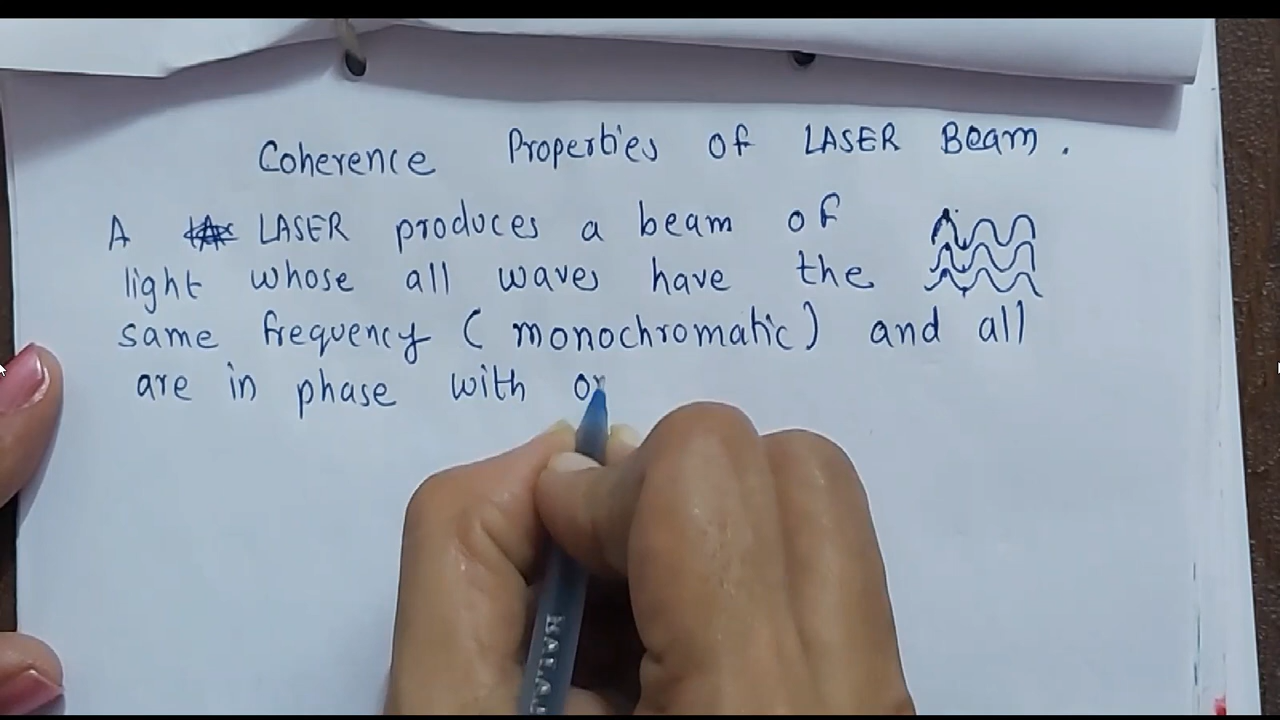 Coherence Properties of LASER Beam.
A LASER produces a beam of
light whose all waves have the
same frequency (monochromatic) and all
are in phase with